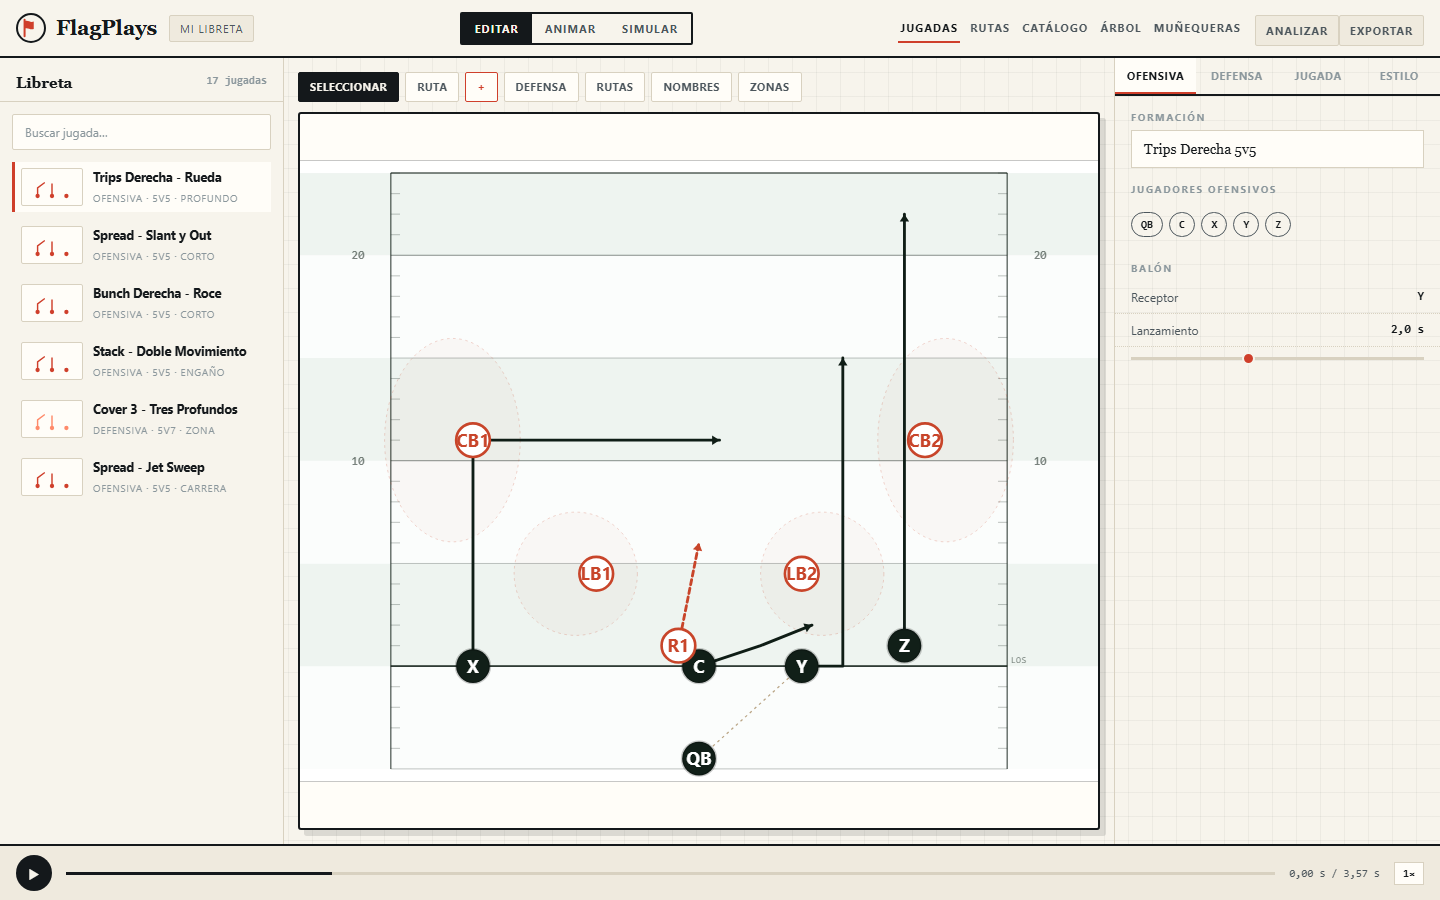 FlagPlays
MI LIBRETA
EDITAR ANIMAR SIMULAR
JUGADAS RUTAS CATÁLOGO ÁRBOL MUÑEQUERAS
ANALIZAR EXPORTAR
Libreta
17 jugadas
Buscar jugada...
Trips Derecha - Rueda
OFENSIVA · 5V5 · PROFUNDO
Spread - Slant y Out
OFENSIVA · 5V5 · CORTO
Bunch Derecha - Roce
OFENSIVA · 5V5 · CORTO
Stack - Doble Movimiento
OFENSIVA · 5V5 · ENGAÑO
Cover 3 - Tres Profundos
DEFENSIVA · 5V7 · ZONA
Spread - Jet Sweep
OFENSIVA · 5V5 · CARRERA
SELECCIONAR RUTA + DEFENSA RUTAS NOMBRES ZONAS
20 20
CB1 CB2
10 10
LB1 LB2
R1 Z
X C Y LOS
QB
OFENSIVA DEFENSA JUGADA ESTILO
FORMACIÓN
Trips Derecha 5v5
JUGADORES OFENSIVOS
QB C X Y Z
BALÓN
Receptor Y
Lanzamiento 2,0 s
0,00 s / 3,57 s
1×